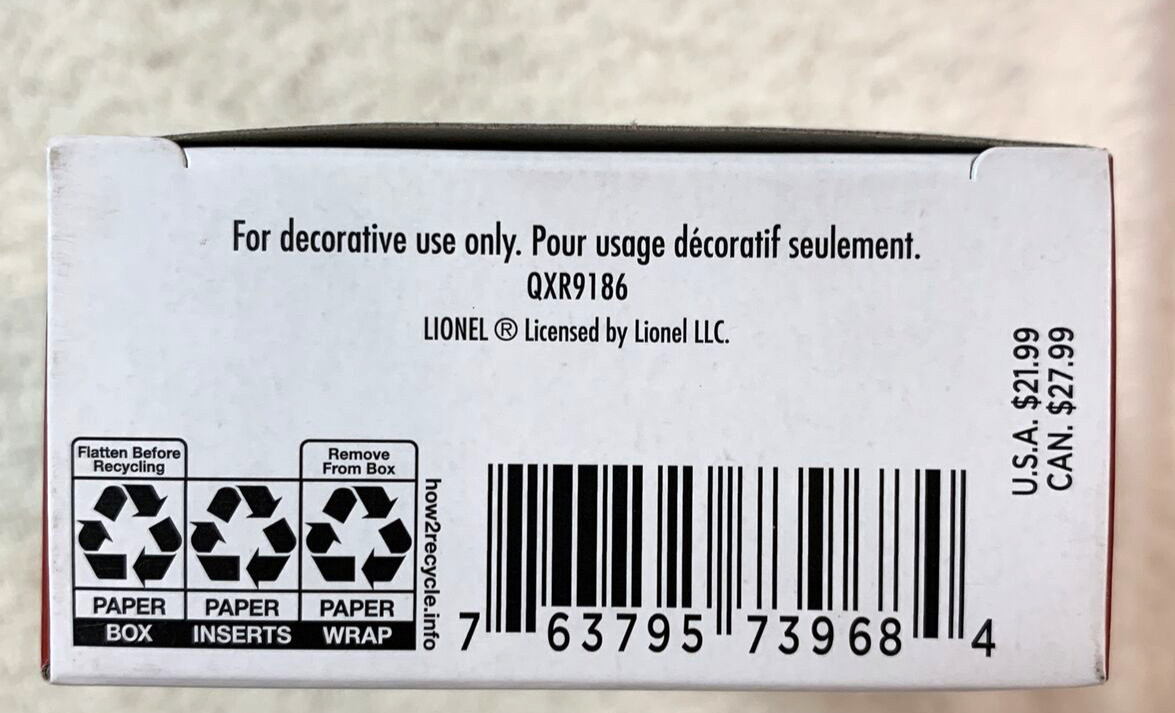 For decorative use only. Pour usage décoratif seulement.
QXR9186
LIONEL ® Licensed by Lionel LLC.
U.S.A. $21.99
CAN. $27.99
Flatten Before
Recycling
Remove
From Box
PAPER PAPER PAPER
BOX INSERTS WRAP
how2recycle.info
7 63795 73968 4